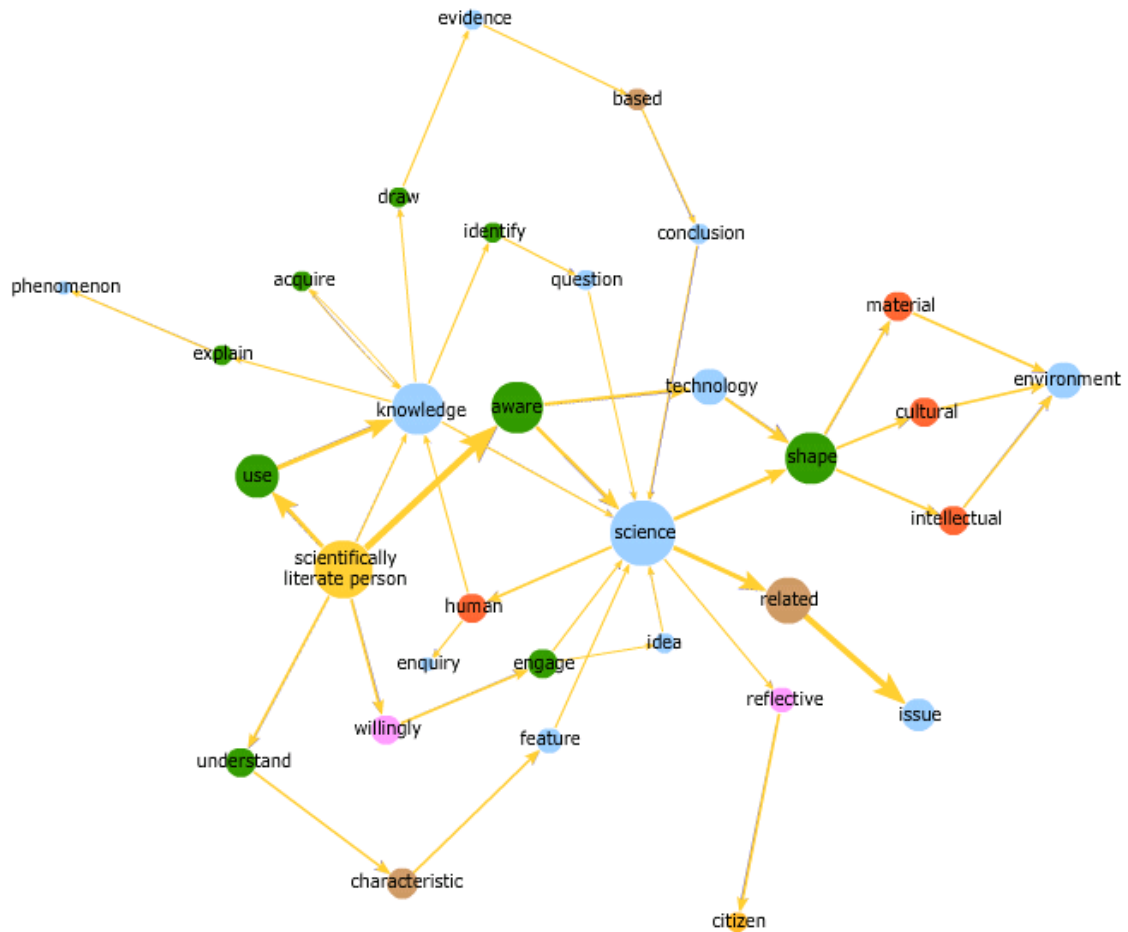 evidence
based
draw
identify
conclusion
acquire
question
phenomenon
material
explain
environment
technology
knowledge
aware
cultural
shape
use
intellectual
science
scientifically
literate person
related
human
idea
enquiry
engage
reflective
issue
willingly
feature
understand
characteristic
citizen